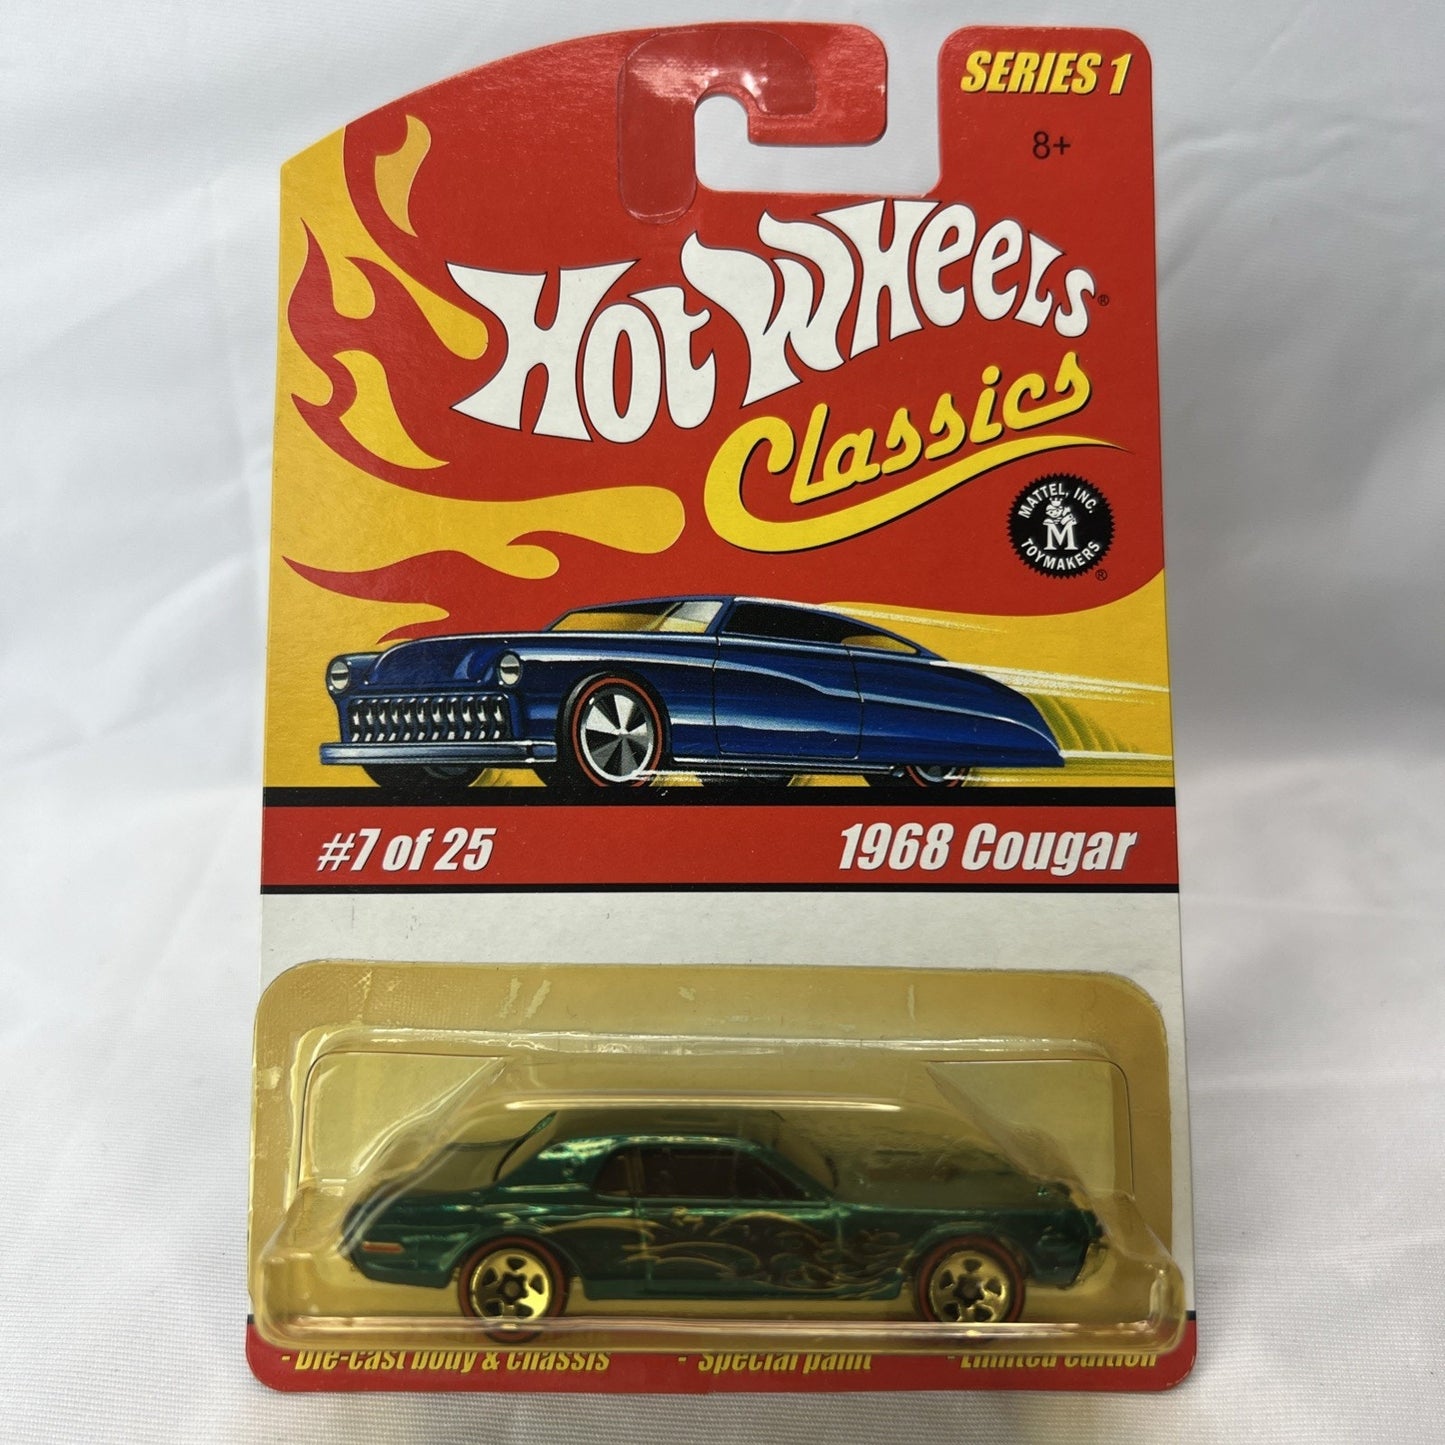 SERIES 1
8+
HOT WHEELS®
Classics
MATTEL, INC.
M
TOYMAKERS
®
#7 of 25
1968 Cougar
- Die-cast body & chassis - Special paint - Limited edition